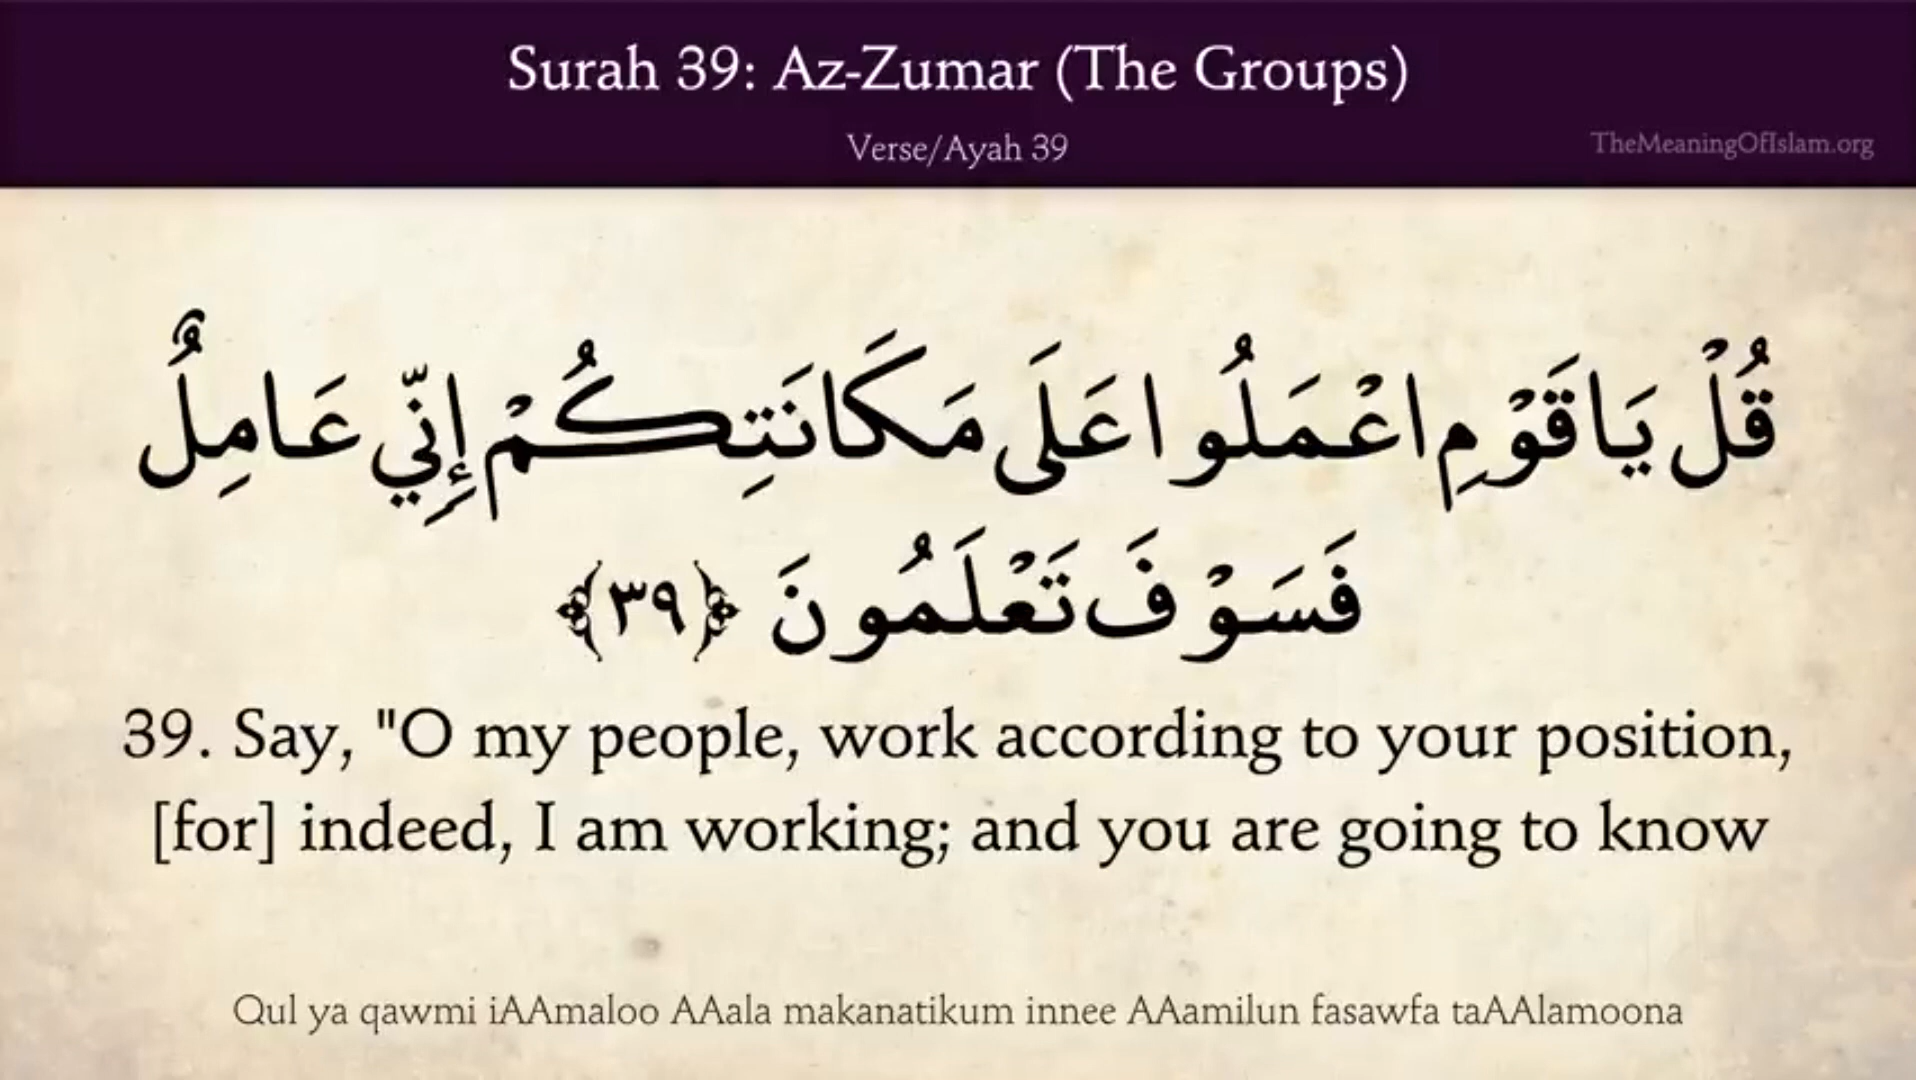 Surah 39: Az-Zumar (The Groups)
Verse/Ayah 39
TheMeaningOfIslam.org
قُلْ يَا قَوْمِ اعْمَلُوا عَلَى مَكَانَتِكُمْ إِنِّي عَامِلٌ
فَسَوْفَ تَعْلَمُونَ ﴿٣٩﴾
39. Say, "O my people, work according to your position,
[for] indeed, I am working; and you are going to know
Qul ya qawmi iAAmaloo AAala makanatikum innee AAamilun fasawfa taAAlamoona